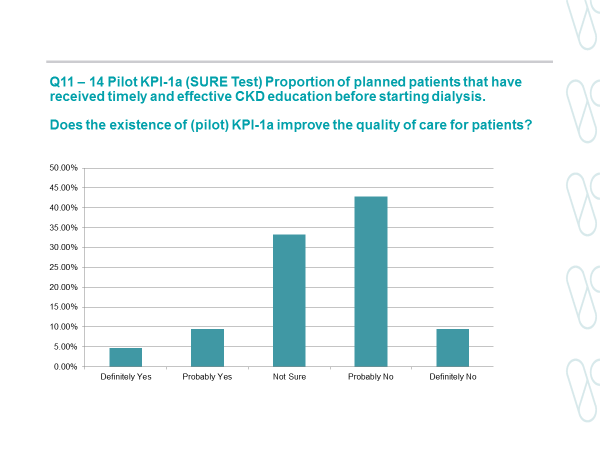 Q11 – 14 Pilot KPI-1a (SURE Test) Proportion of planned patients that have
received timely and effective CKD education before starting dialysis.
Does the existence of (pilot) KPI-1a improve the quality of care for patients?
50.00%
45.00%
40.00%
35.00%
30.00%
25.00%
20.00%
15.00%
10.00%
5.00%
0.00%
Definitely Yes
Probably Yes
Not Sure
Probably No
Definitely No